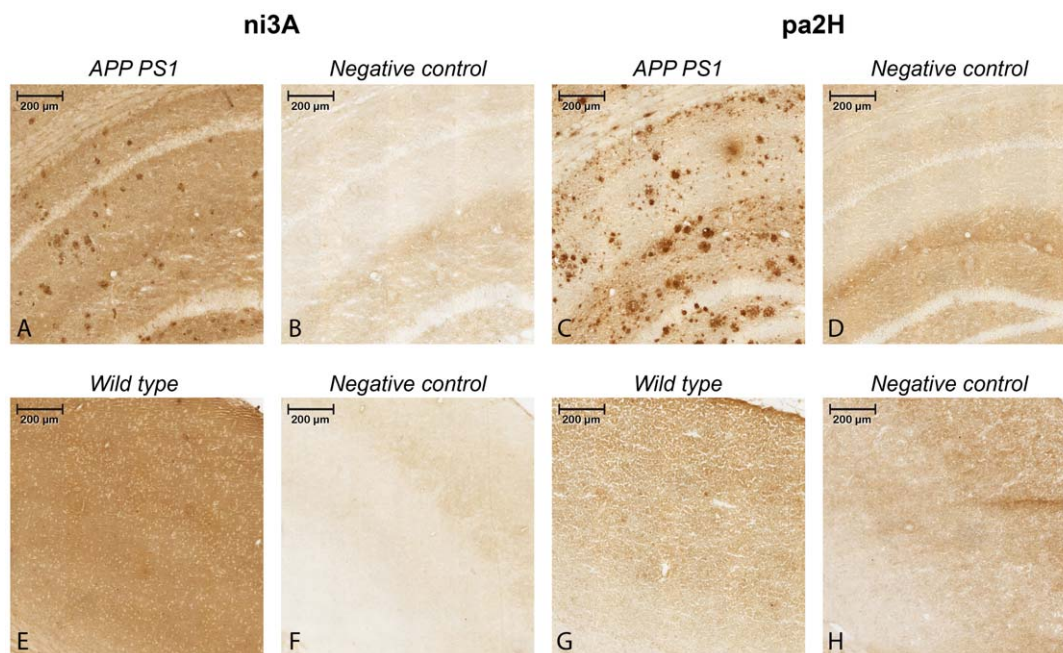 ni3A pa2H
APP PS1 Negative control APP PS1 Negative control
200 µm 200 µm 200 µm 200 µm
A B C D
Wild type Negative control Wild type Negative control
200 µm 200 µm 200 µm 200 µm
E F G H